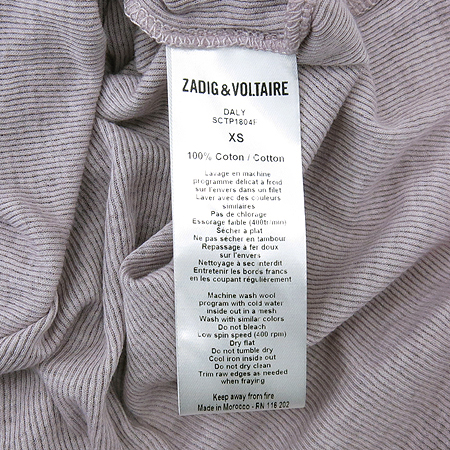 ZADIG & VOLTAIRE
DALY
SCTP1804F
XS
100% Coton / Cotton
Lavage en machine
programme délicat à froid
sur l'envers dans un filet
Laver avec des couleurs
similaires
Pas de chlorage
Essorage faible (400tr/mn)
Sécher à plat
Ne pas sécher en tambour
Repassage à fer doux
sur l'envers
Nettoyage à sec interdit
Entretenir les bords francs
en les coupant régulièrement
Machine wash wool
program with cold water
inside out in a mesh
Wash with similar colors
Do not bleach
Low spin speed (400 rpm)
Dry flat
Do not tumble dry
Cool iron inside out
Do not dry clean
Trim raw edges as needed
when fraying
Keep away from fire
Made in Morocco - RN 116 202